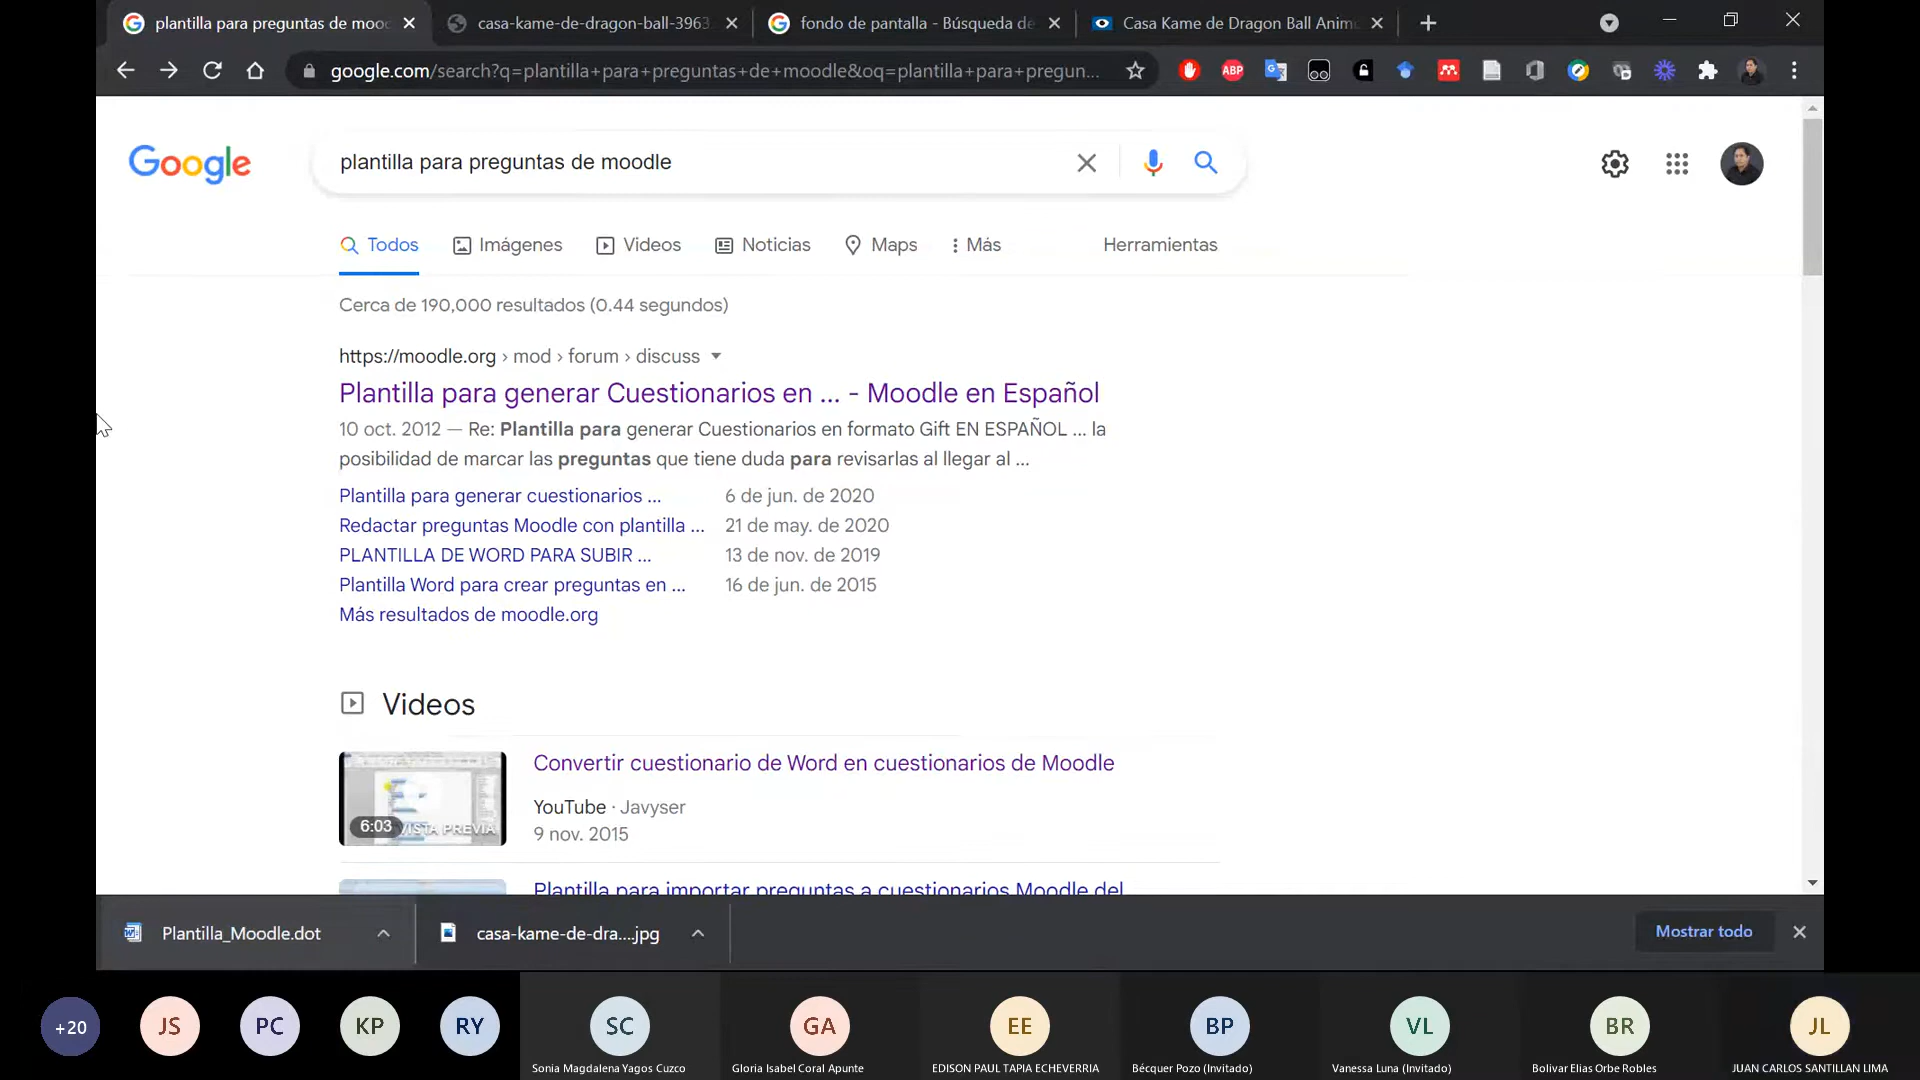 plantilla para preguntas de mood
casa-kame-de-dragon-ball-3963
fondo de pantalla - Búsqueda de
Casa Kame de Dragon Ball Anim
google.com/search?q=plantilla+para+preguntas+de+moodle&oq=plantilla+para+pregun...
ABP
Google
plantilla para preguntas de moodle
Todos
Imágenes
Videos
Noticias
Maps
Más
Herramientas
Cerca de 190,000 resultados (0.44 segundos)
https://moodle.org › mod › forum › discuss
Plantilla para generar Cuestionarios en ... - Moodle en Español
10 oct. 2012 — Re: Plantilla para generar Cuestionarios en formato Gift EN ESPAÑOL ... la
posibilidad de marcar las preguntas que tiene duda para revisarlas al llegar al ...
Plantilla para generar cuestionarios ... 6 de jun. de 2020
Redactar preguntas Moodle con plantilla ... 21 de may. de 2020
PLANTILLA DE WORD PARA SUBIR ... 13 de nov. de 2019
Plantilla Word para crear preguntas en ... 16 de jun. de 2015
Más resultados de moodle.org
Videos
Convertir cuestionario de Word en cuestionarios de Moodle
6:03
VISTA PREVIA
YouTube · Javyser
9 nov. 2015
Plantilla para importar preguntas a cuestionarios Moodle del
Plantilla_Moodle.dot
casa-kame-de-dra....jpg
Mostrar todo
+20
JS
PC
KP
RY
SC
GA
EE
BP
VL
BR
JL
Sonia Magdalena Yagos Cuzco
Gloria Isabel Coral Apunte
EDISON PAUL TAPIA ECHEVERRIA
Bécquer Pozo (Invitado)
Vanessa Luna (Invitado)
Bolivar Elias Orbe Robles
JUAN CARLOS SANTILLAN LIMA